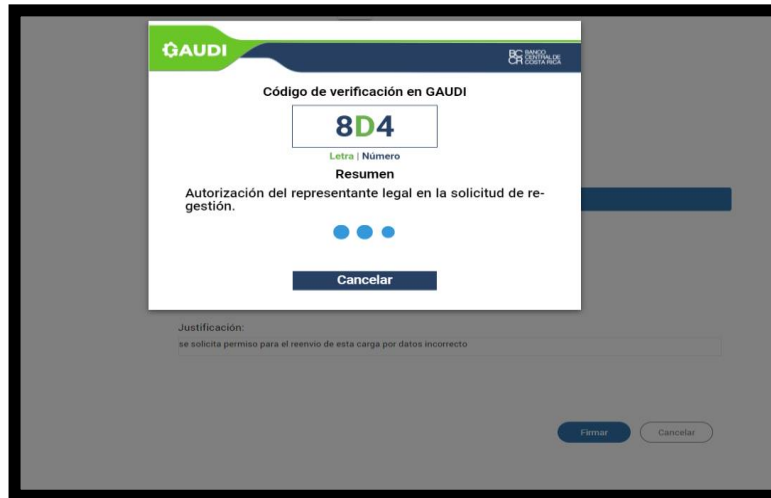 GAUDI
BANCO
CENTRAL DE
COSTA RICA
BC
CR
Código de verificación en GAUDI
8D4
Letra | Número
Resumen
Autorización del representante legal en la solicitud de re-
gestión.
Cancelar
Justificación:
se solicita permiso para el reenvio de esta carga por datos incorrecto
Firmar
Cancelar